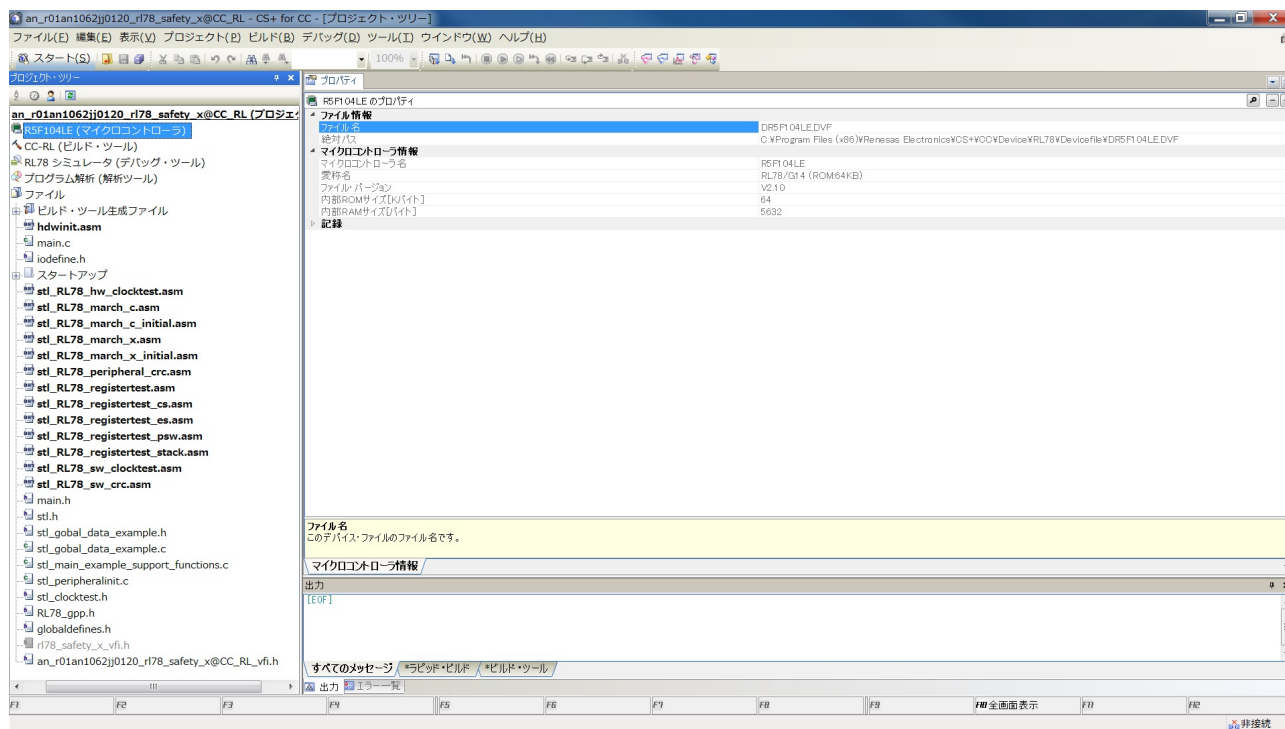 an_r01an1062jj0120_rl78_safety_x@CC_RL - CS+ for CC - [プロジェクト・ツリー]
ファイル(F) 編集(E) 表示(V) プロジェクト(P) ビルド(B) デバッグ(D) ツール(T) ウインドウ(W) ヘルプ(H)
スタート(S) 100%
プロジェクト・ツリー
プロパティ
an_r01an1062jj0120_rl78_safety_x@CC_RL (プロジェ
R5F104LE (マイクロコントローラ)
CC-RL (ビルド・ツール)
RL78 シミュレータ (デバッグ・ツール)
プログラム解析 (解析ツール)
ファイル
ビルド・ツール生成ファイル
hdwinit.asm
main.c
iodefine.h
スタートアップ
stl_RL78_hw_clocktest.asm
stl_RL78_march_c.asm
stl_RL78_march_c_initial.asm
stl_RL78_march_x.asm
stl_RL78_march_x_initial.asm
stl_RL78_peripheral_crc.asm
stl_RL78_registertest.asm
stl_RL78_registertest_cs.asm
stl_RL78_registertest_es.asm
stl_RL78_registertest_psw.asm
stl_RL78_registertest_stack.asm
stl_RL78_sw_clocktest.asm
stl_RL78_sw_crc.asm
main.h
stl.h
stl_gobal_data_example.h
stl_gobal_data_example.c
stl_main_example_support_functions.c
stl_peripheralinit.c
stl_clocktest.h
RL78_gpp.h
globaldefines.h
rl78_safety_x_vfi.h
an_r01an1062jj0120_rl78_safety_x@CC_RL_vfi.h
R5F104LE のプロパティ
ファイル情報
ファイル名 DR5F104LE.DVF
絶対パス C:¥Program Files (x86)¥Renesas Electronics¥CS+¥CC¥Device¥RL78¥Devicefile¥DR5F104LE.DVF
マイクロコントローラ情報
マイクロコントローラ名 R5F104LE
愛称名 RL78/G14 (ROM:64KB)
ファイル・バージョン V2.10
内部ROMサイズ[Kバイト] 64
内部RAMサイズ[バイト] 5632
記録
ファイル名
このデバイス・ファイルのファイル名です。
マイクロコントローラ情報
出力
[EOF]
すべてのメッセージ *ラピッド・ビルド *ビルド・ツール
出力 エラー一覧
F1 F2 F3 F4 F5 F6 F7 F8 F9 F10 全画面表示 F11 F12
非接続